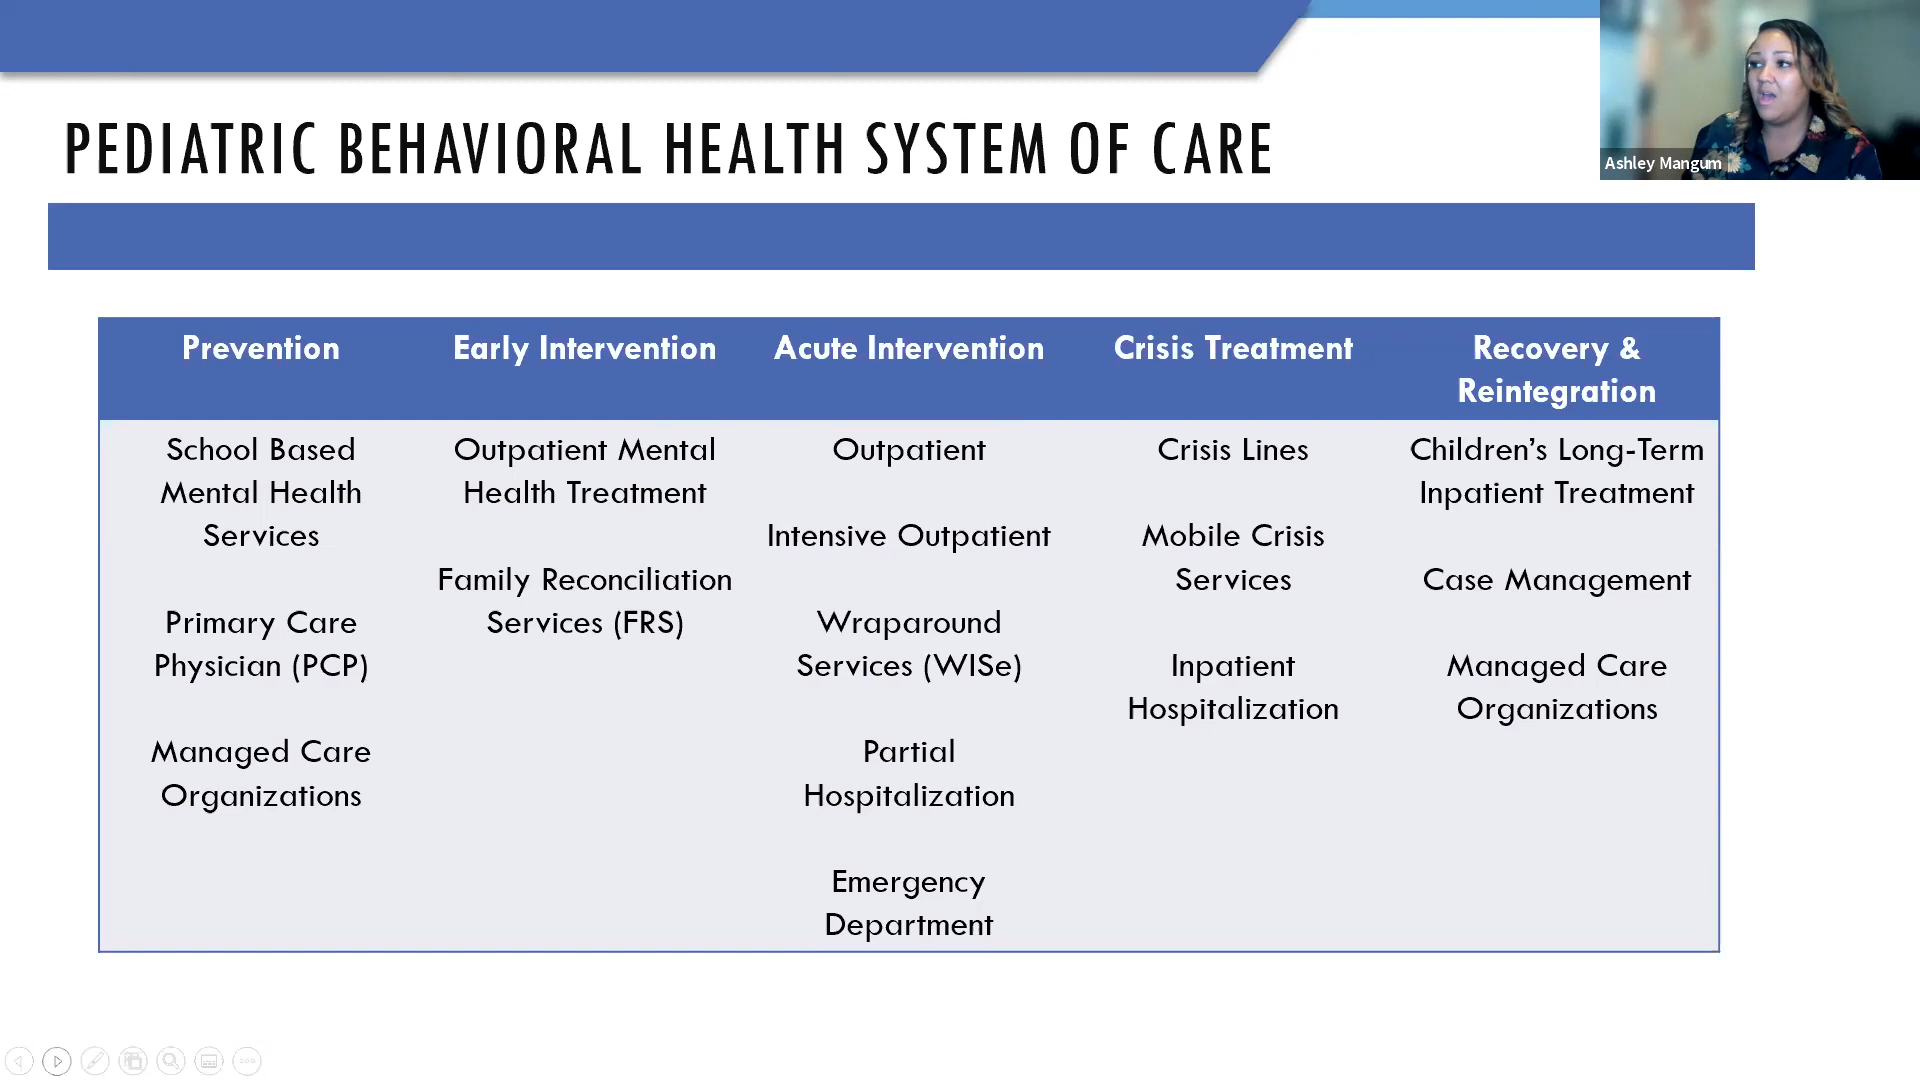 PEDIATRIC BEHAVIORAL HEALTH SYSTEM OF CARE
Ashley Mangum
Prevention
School Based
Mental Health
Services
Primary Care
Physician (PCP)
Managed Care
Organizations
Early Intervention
Outpatient Mental
Health Treatment
Family Reconciliation
Services (FRS)
Acute Intervention
Outpatient
Intensive Outpatient
Wraparound
Services (WISe)
Partial
Hospitalization
Emergency
Department
Crisis Treatment
Crisis Lines
Mobile Crisis
Services
Inpatient
Hospitalization
Recovery &
Reintegration
Children’s Long-Term
Inpatient Treatment
Case Management
Managed Care
Organizations